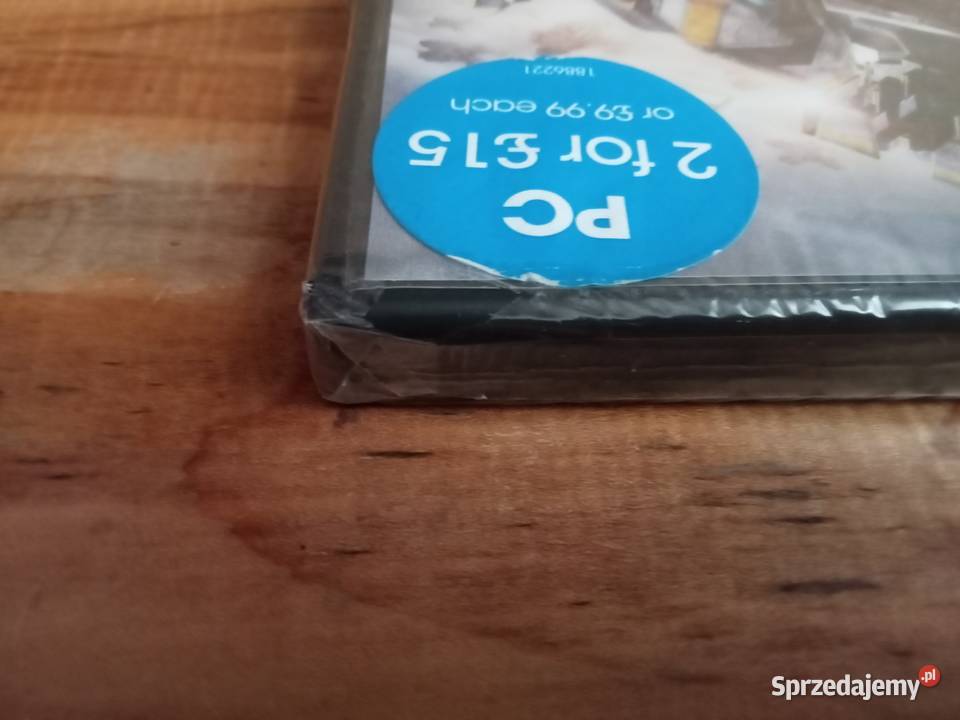 PC
2 for £15
or £9.99 each
1886221
Sprzedajemy.pl